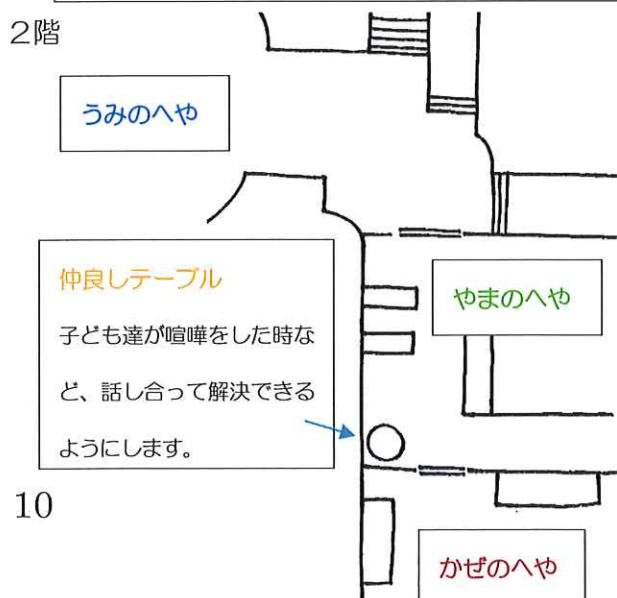 2階
うみのへや
仲良しテーブル
子ども達が喧嘩をした時な
ど、話し合って解決できる
ようにします。
やまのへや
10
かぜのへや